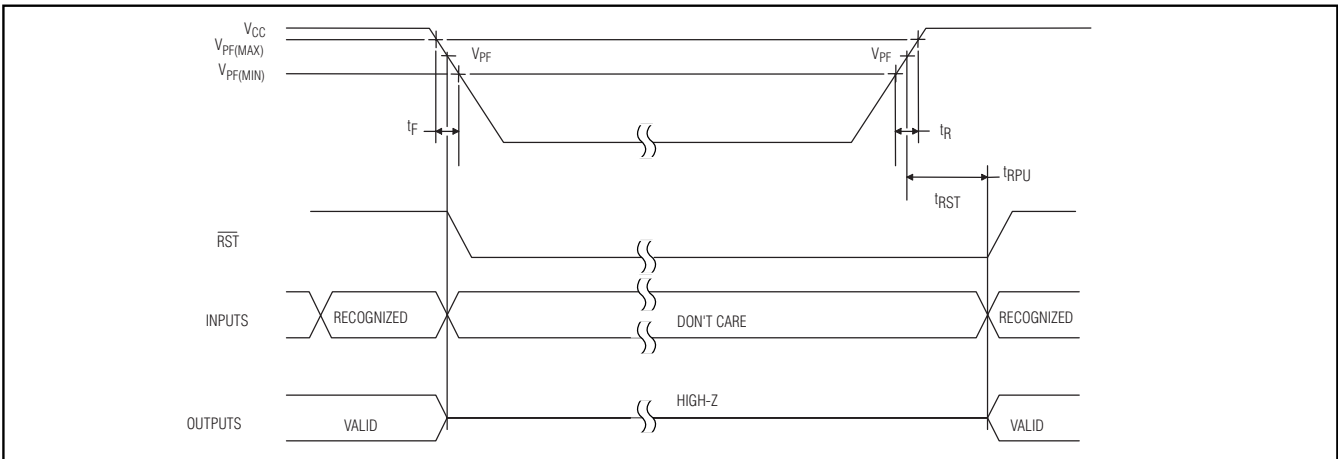 VCC
VPF(MAX)
VPF VPF
VPF(MIN)
tF tR
tRPU
tRST
RST
INPUTS RECOGNIZED DON'T CARE RECOGNIZED
HIGH-Z
OUTPUTS VALID VALID